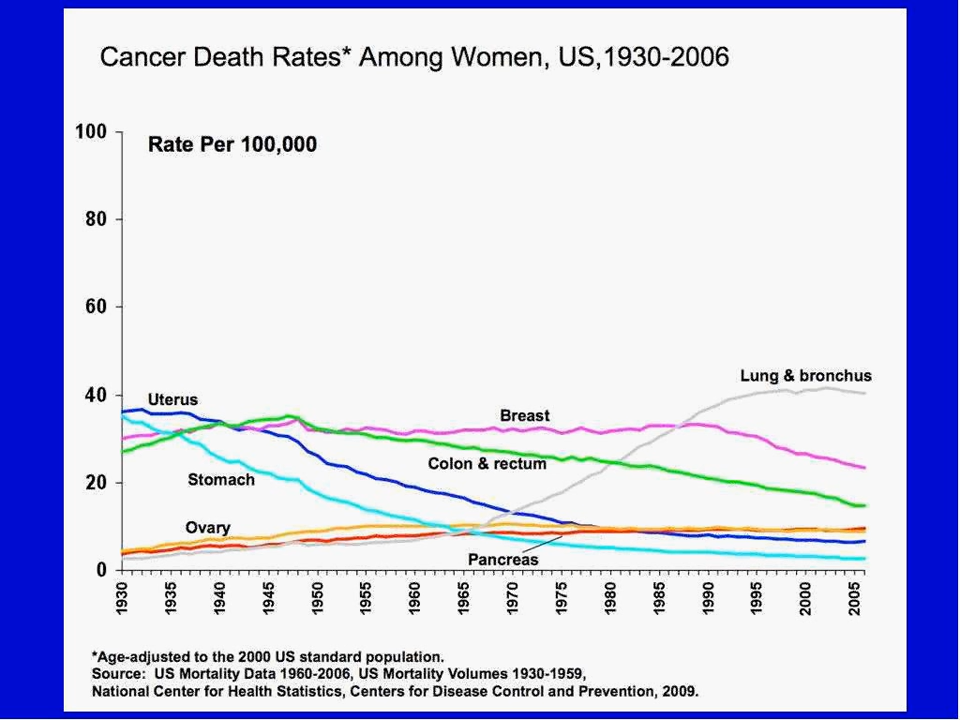 Cancer Death Rates* Among Women, US,1930-2006
100
Rate Per 100,000
80
60
Lung & bronchus
40
Uterus
Breast
Colon & rectum
20
Stomach
Ovary
Pancreas
0
1930 1935 1940 1945 1950 1955 1960 1965 1970 1975 1980 1985 1990 1995 2000 2005
*Age-adjusted to the 2000 US standard population.
Source: US Mortality Data 1960-2006, US Mortality Volumes 1930-1959,
National Center for Health Statistics, Centers for Disease Control and Prevention, 2009.